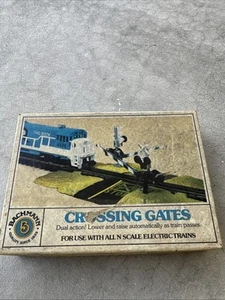 BACHMANN
5
CROSSING GATES
Dual action! Lower and raise automatically as train passes.
FOR USE WITH ALL N SCALE ELECTRIC TRAINS